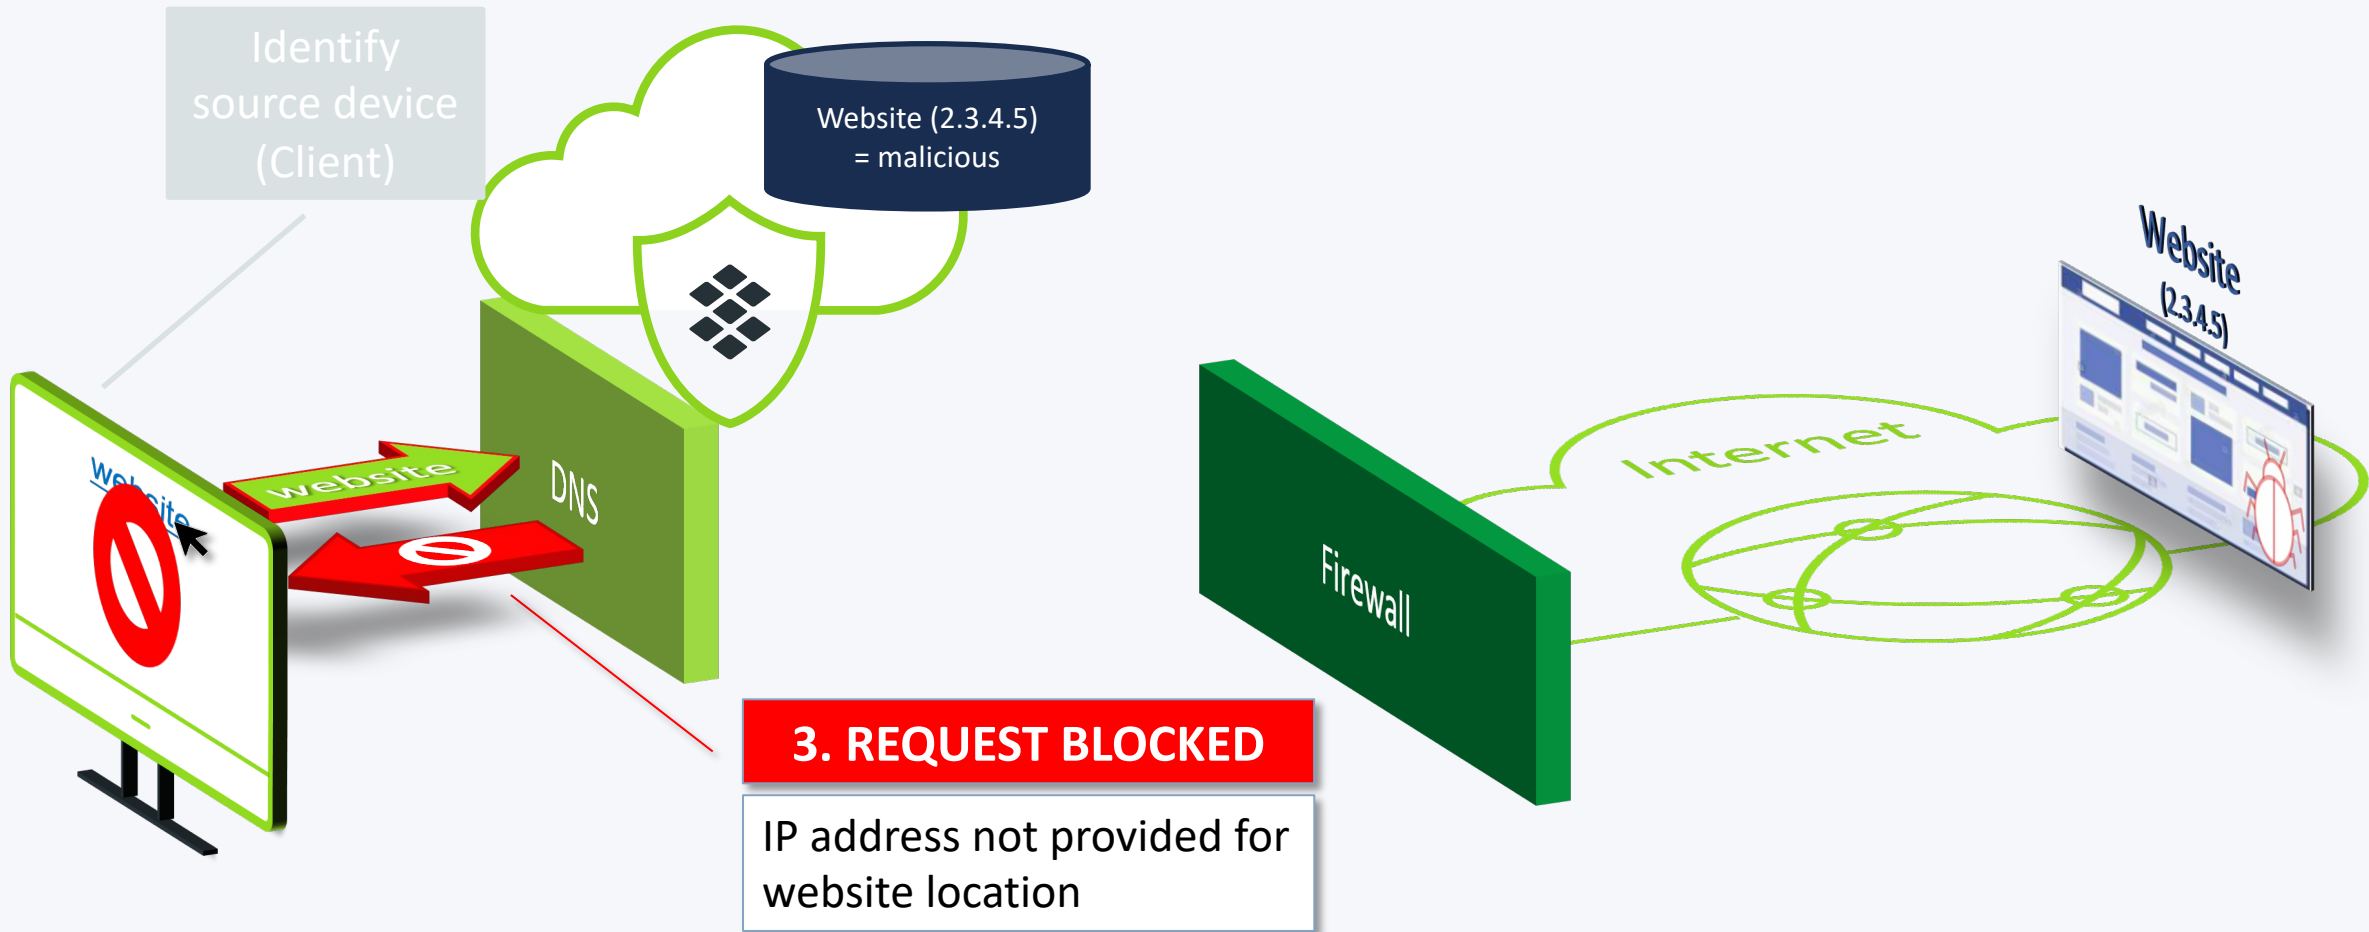 Identify
source device
(Client)
Website (2.3.4.5)
= malicious
Website
(2.3.4.5)
website
website
DNS
Internet
Firewall
3. REQUEST BLOCKED
IP address not provided for
website location